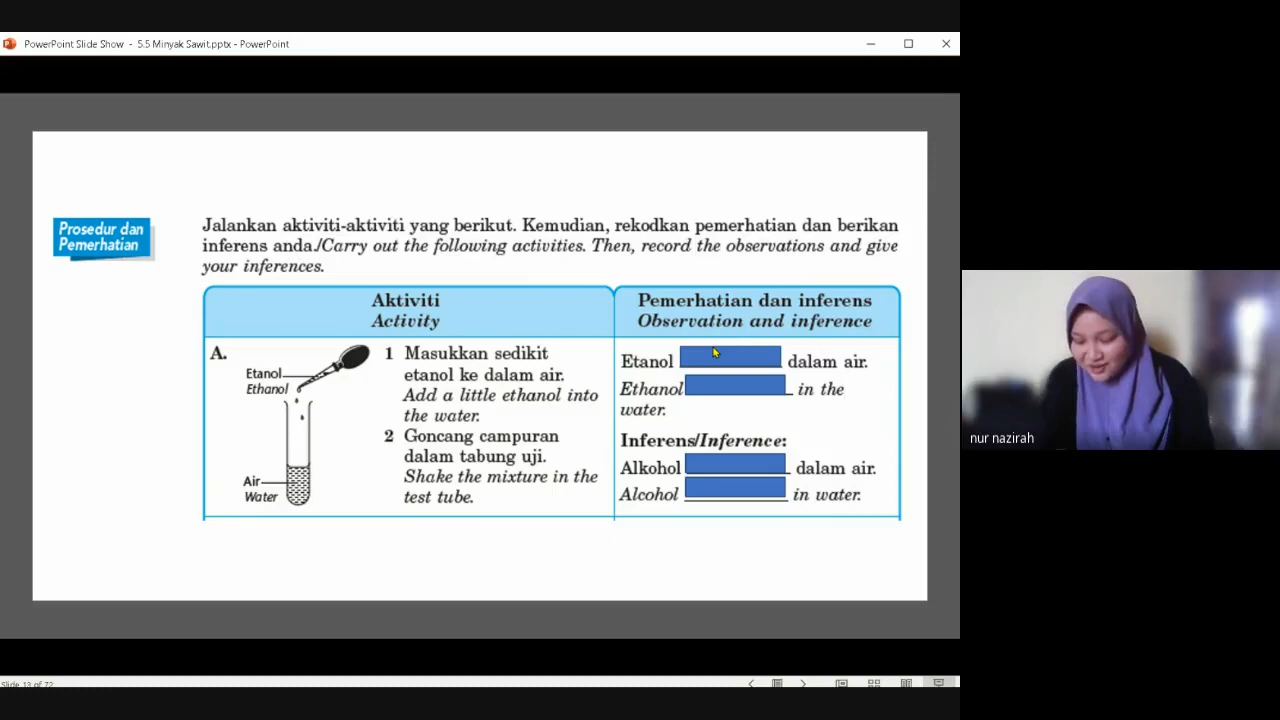 PowerPoint Slide Show - 5.5 Minyak Sawit.pptx - PowerPoint
Prosedur dan
Pemerhatian
Jalankan aktiviti-aktiviti yang berikut. Kemudian, rekodkan pemerhatian dan berikan
inferens anda./Carry out the following activities. Then, record the observations and give
your inferences.
Aktiviti
Activity
Pemerhatian dan inferens
Observation and inference
A.
Etanol
Ethanol
Air
Water
1 Masukkan sedikit
etanol ke dalam air.
Add a little ethanol into
the water.
2 Goncang campuran
dalam tabung uji.
Shake the mixture in the
test tube.
Etanol dalam air.
Ethanol in the
water.
Inferens/Inference:
Alkohol dalam air.
Alcohol in water.
nur nazirah
Slide 13 of 72